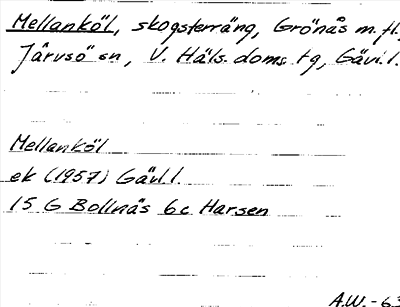 Mellanköl, skogsterräng, Grönås m.fl.,
Järvsö sn, V. Häls. doms tg, Gävl.l.
Mellanköl
ek (1957) Gävl.l.
15 G Bollnäs 6c Harsen
A.W.-63